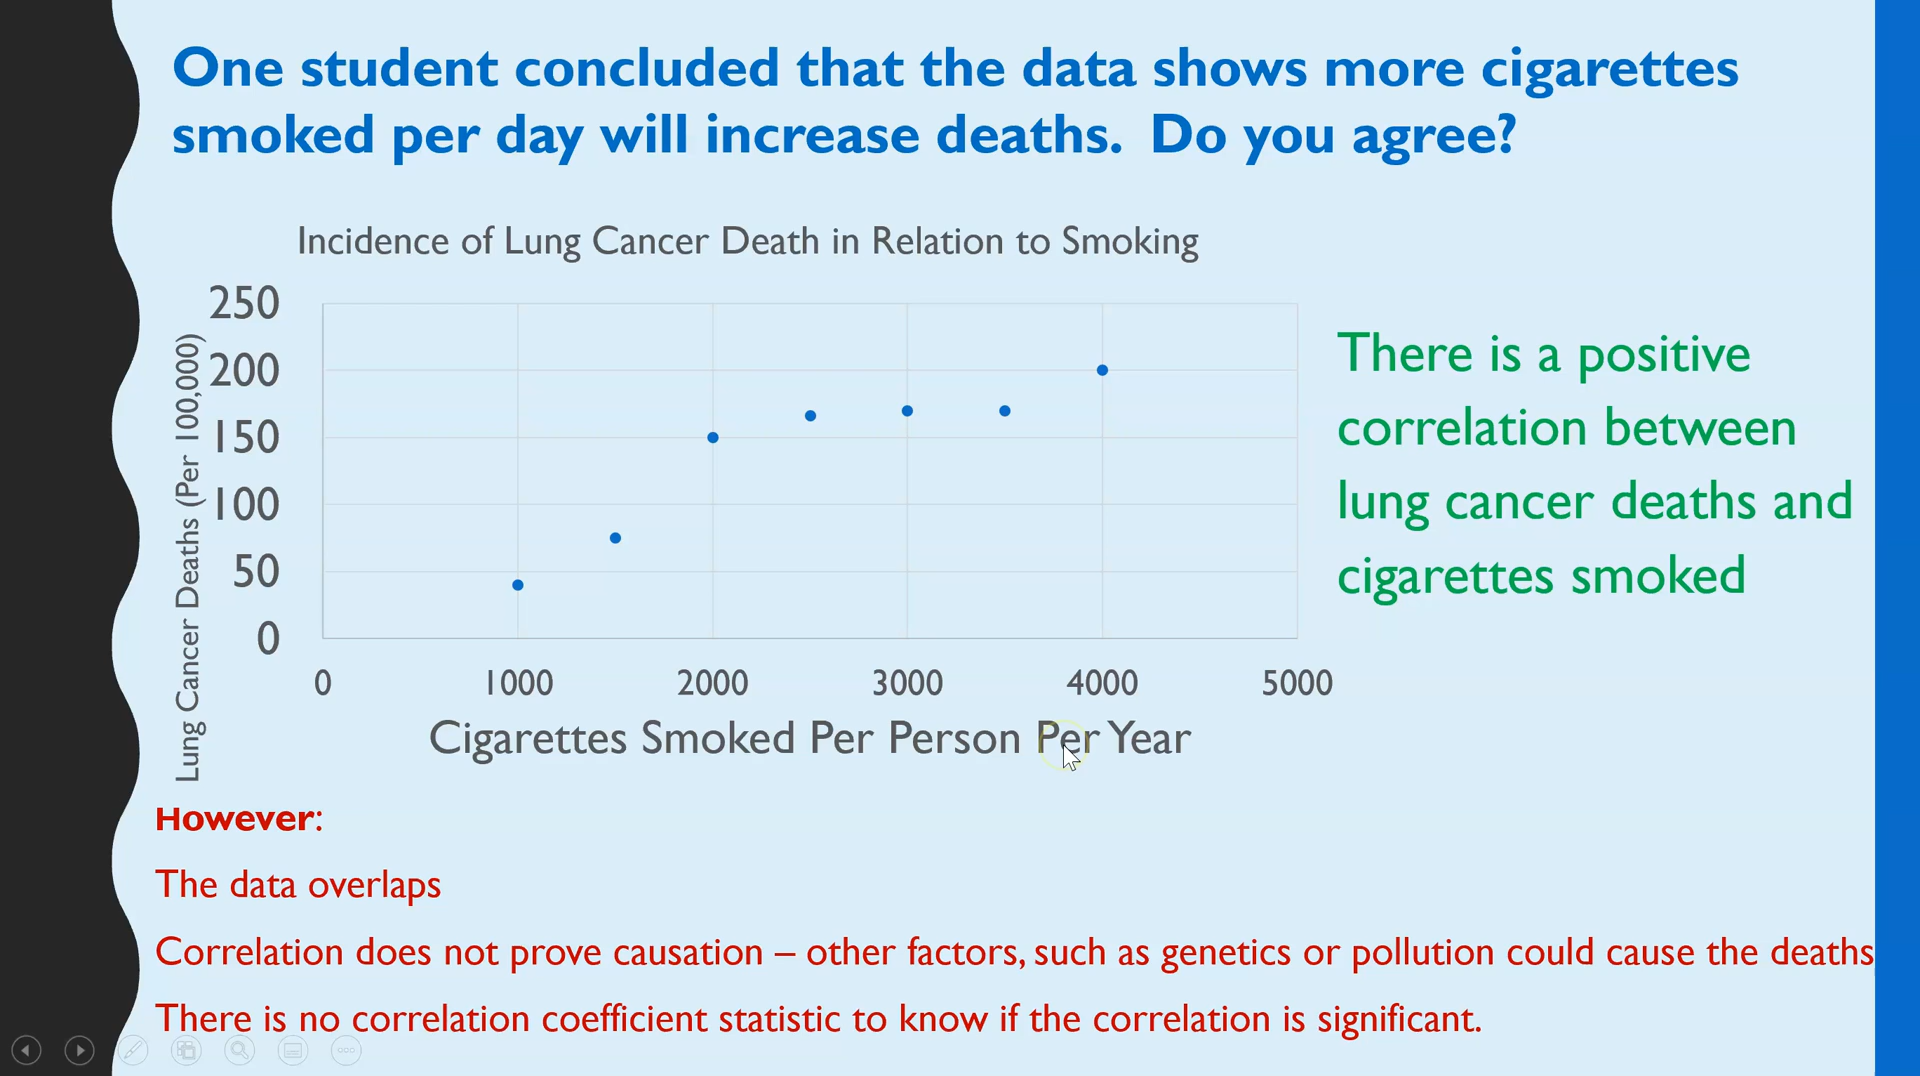 One student concluded that the data shows more cigarettes
smoked per day will increase deaths. Do you agree?
Incidence of Lung Cancer Death in Relation to Smoking
Lung Cancer Deaths (Per 100,000)
250
200
150
100
50
0
0 1000 2000 3000 4000 5000
Cigarettes Smoked Per Person Per Year
There is a positive
correlation between
lung cancer deaths and
cigarettes smoked
However:
The data overlaps
Correlation does not prove causation – other factors, such as genetics or pollution could cause the deaths
There is no correlation coefficient statistic to know if the correlation is significant.